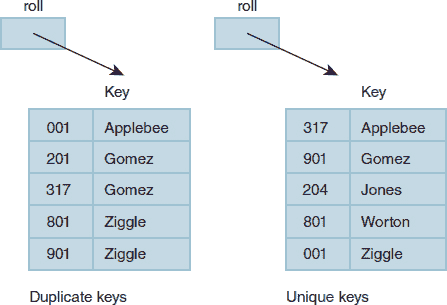 roll
Key
001 Applebee
201 Gomez
317 Gomez
801 Ziggle
901 Ziggle
Duplicate keys
roll
Key
317 Applebee
901 Gomez
204 Jones
801 Worton
001 Ziggle
Unique keys